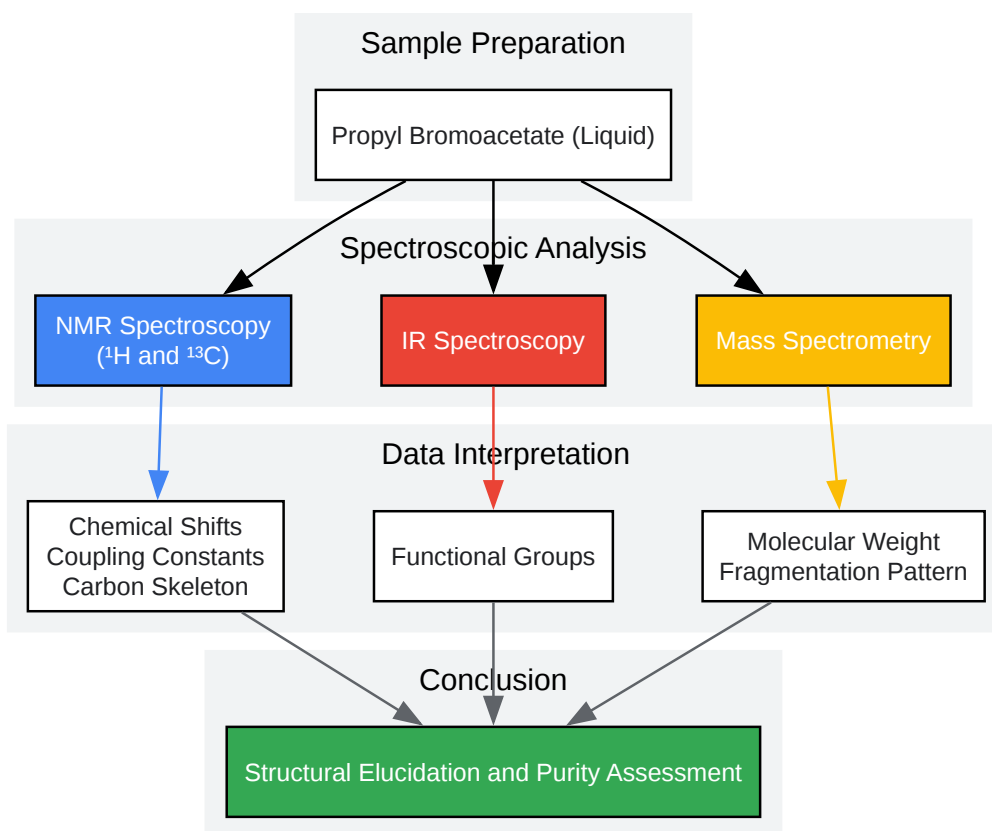 Sample Preparation
Propyl Bromoacetate (Liquid)
Spectroscopic Analysis
NMR Spectroscopy
(¹H and ¹³C)
IR Spectroscopy
Mass Spectrometry
Data Interpretation
Chemical Shifts
Coupling Constants
Carbon Skeleton
Functional Groups
Molecular Weight
Fragmentation Pattern
Conclusion
Structural Elucidation and Purity Assessment